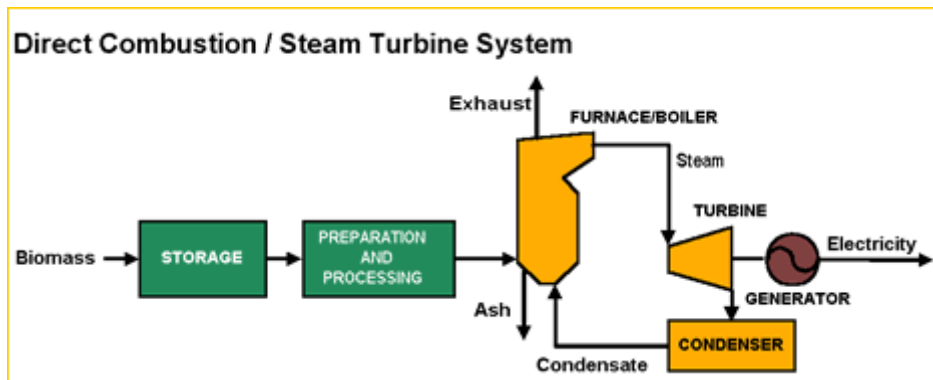 Direct Combustion / Steam Turbine System
Exhaust
FURNACE/BOILER
Steam
TURBINE
Biomass
STORAGE
PREPARATION
AND
PROCESSING
Electricity
GENERATOR
Ash
CONDENSER
Condensate